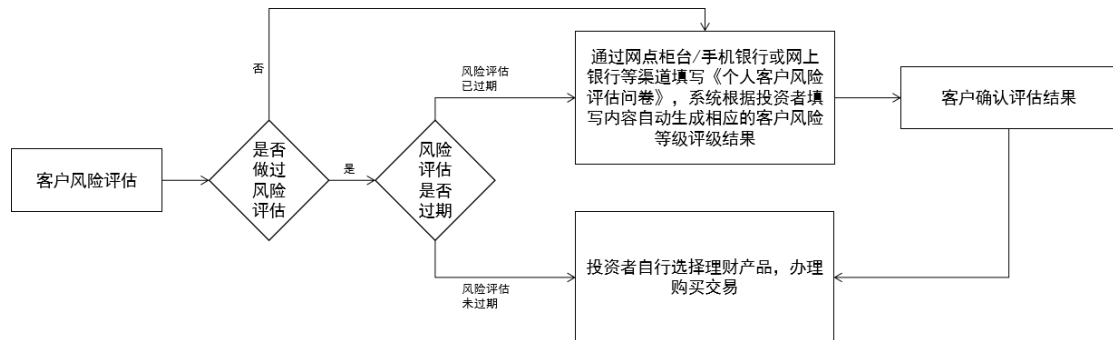 客户风险评估
是否
做过
风险
评估
否
是
风险
评估
是否
过期
风险评估
已过期
风险评估
未过期
通过网点柜台/手机银行或网上
银行等渠道填写《个人客户风险
评估问卷》，系统根据投资者填
写内容自动生成相应的客户风险
等级评级结果
客户确认评估结果
投资者自行选择理财产品，办理
购买交易